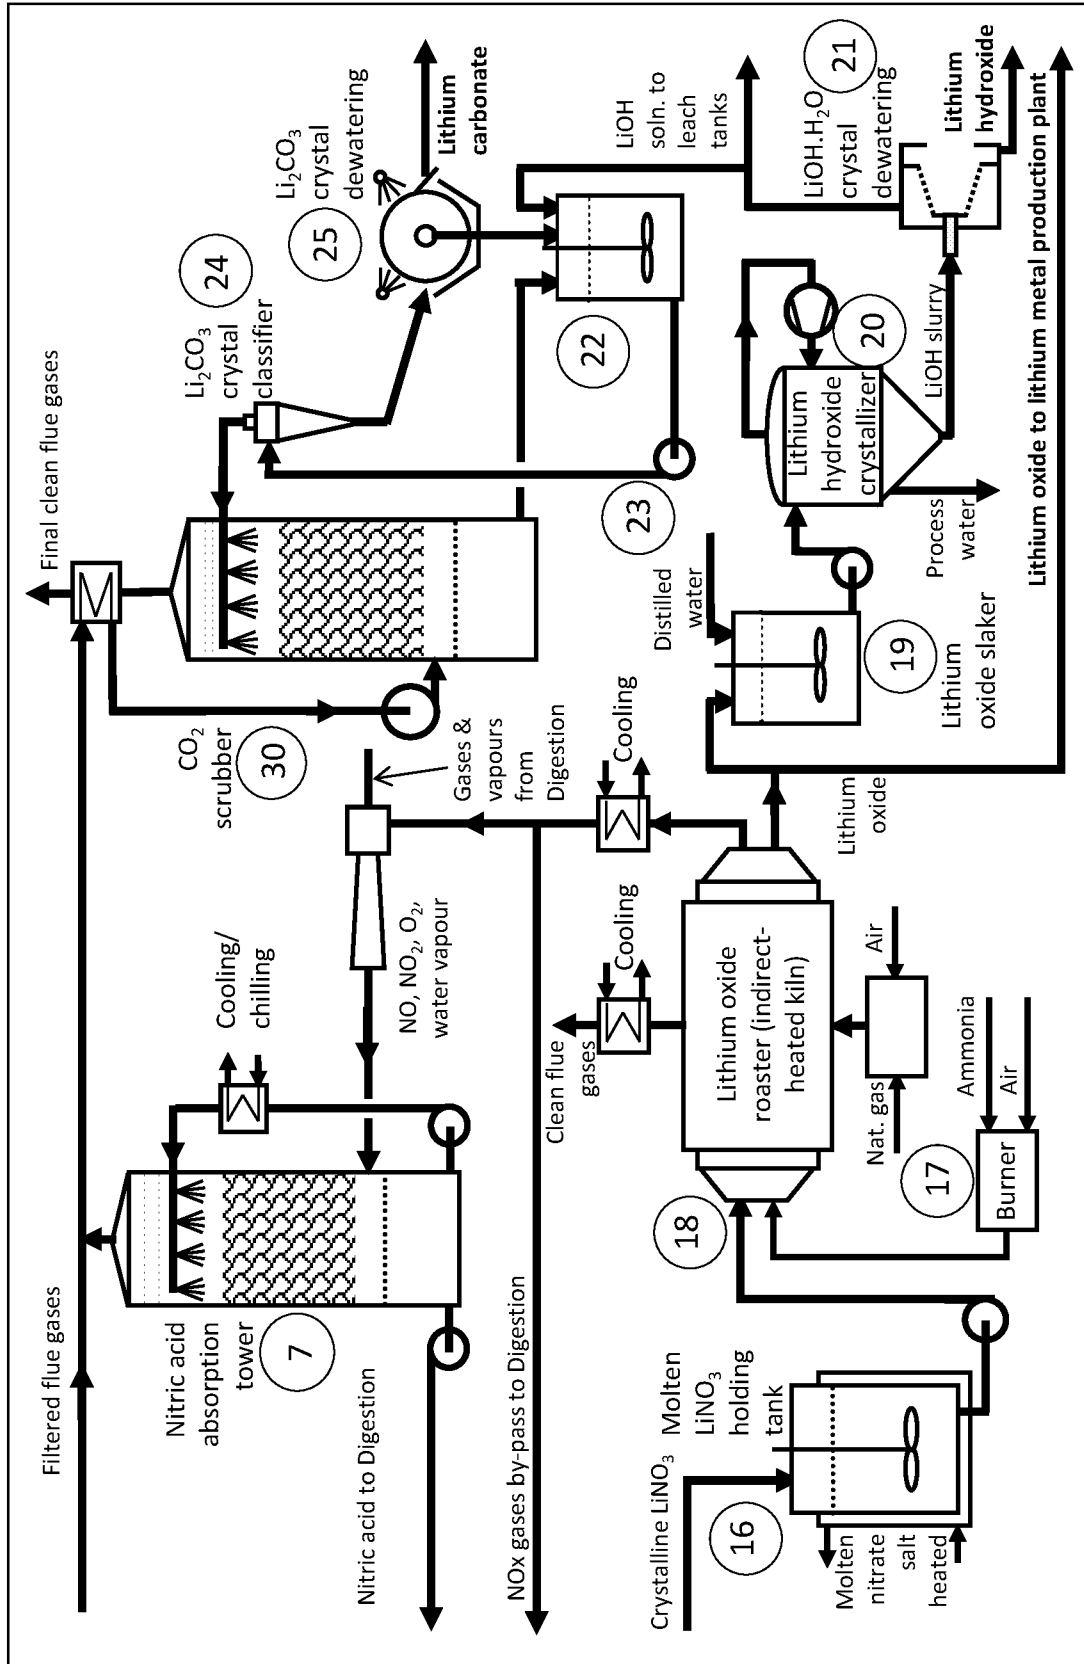 Filtered flue gases
Final clean flue gases
Nitric acid
absorption
tower
7
Cooling/
chilling
CO2
scrubber
30
Li2CO3
crystal
classifier
24
Li2CO3
crystal
dewatering
25
Lithium
carbonate
Nitric acid to Digestion
NO, NO2, O2,
water vapour
Gases &
vapours
from
Digestion
NOx gases by-pass to Digestion
23
22
LiOH
soln. to
leach
tanks
Clean flue
gases
Cooling
Cooling
Distilled
water
Crystalline LiNO3
16
Molten
LiNO3
holding
tank
Molten
nitrate
salt
heated
18
Lithium oxide
roaster (indirect-
heated kiln)
Lithium
oxide
19
Lithium
oxide slaker
Lithium
hydroxide
crystallizer
20
Process
water
LiOH slurry
LiOH.H2O
crystal
dewatering
21
Lithium
hydroxide
17
Burner
Ammonia
Air
Nat. gas
Air
Lithium oxide to lithium metal production plant